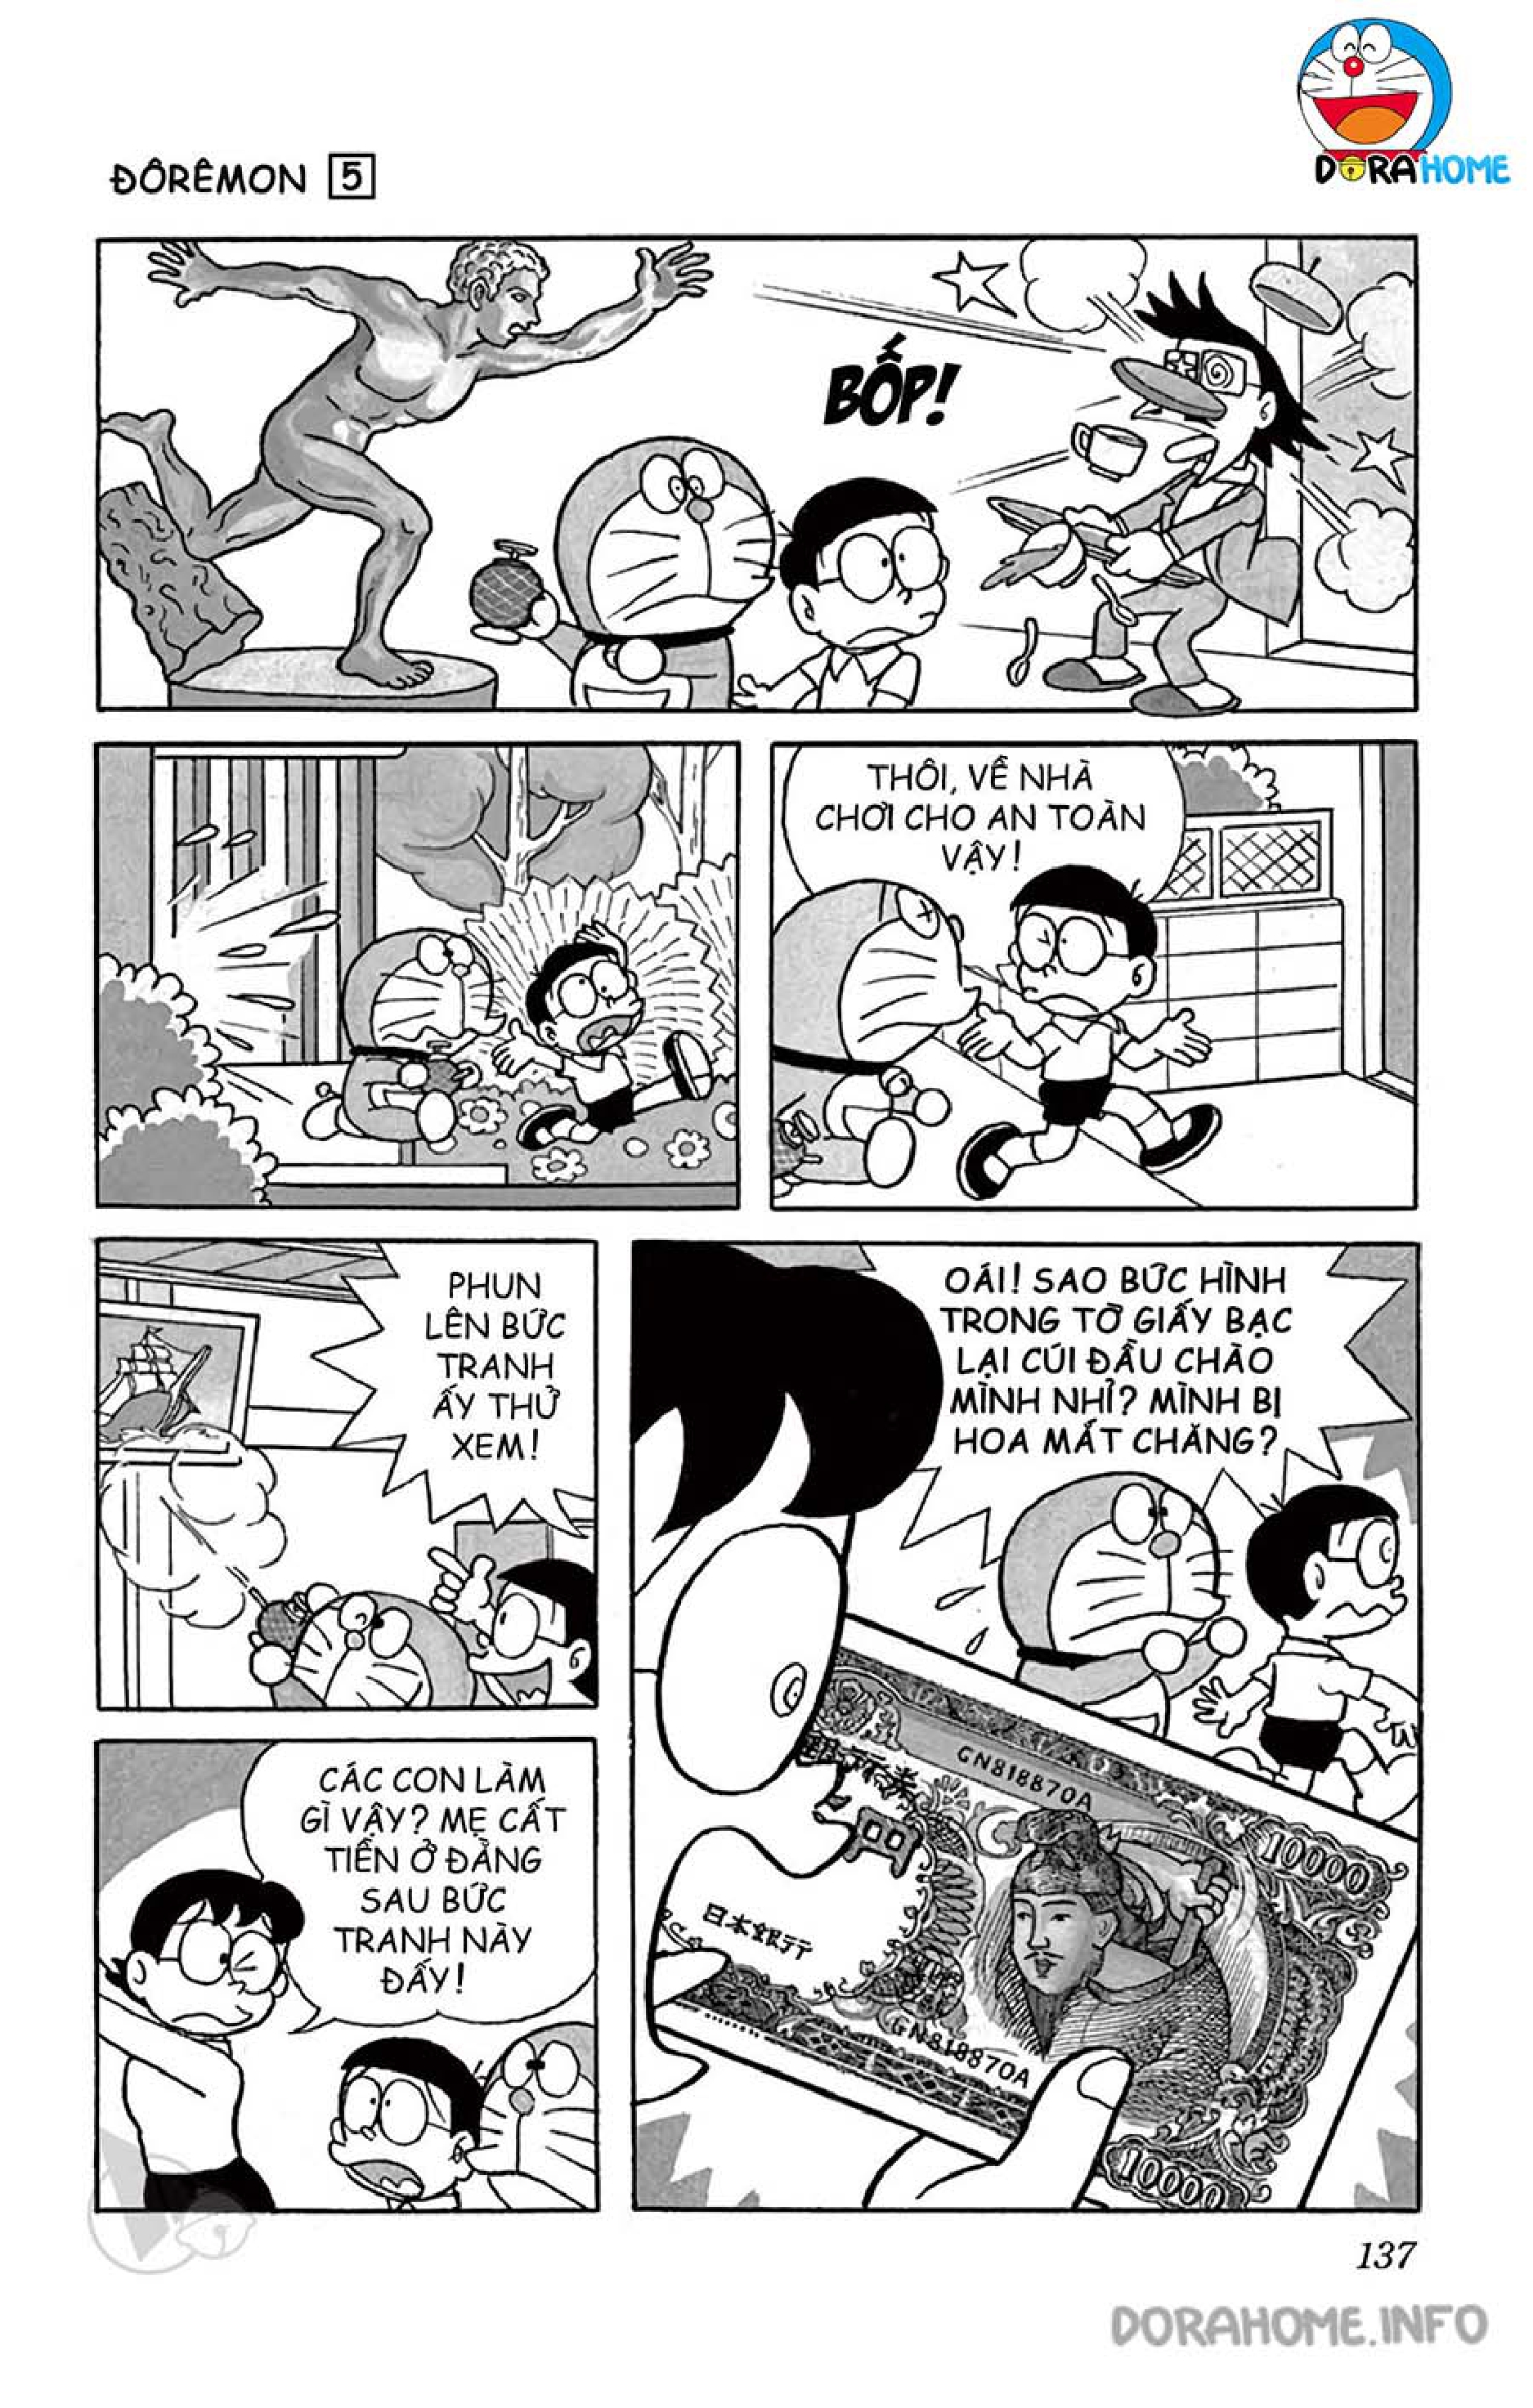 DORAHOME
ĐÔRÊMON 5
BỐP!
THÔI, VỀ NHÀ
CHƠI CHO AN TOÀN
VẬY!
PHUN
LÊN BỨC
TRANH
ẤY THỬ
XEM!
OÁI! SAO BỨC HÌNH
TRONG TỜ GIẤY BẠC
LẠI CÚI ĐẦU CHÀO
MÌNH NHỈ? MÌNH BỊ
HOA MẮT CHĂNG?
GN818870A
10000
日本銀行
GN818870A
10000
CÁC CON LÀM
GÌ VẬY? MẸ CẤT
TIỀN Ở ĐẰNG
SAU BỨC
TRANH NÀY
ĐẤY!
137
DORAHOME.INFO